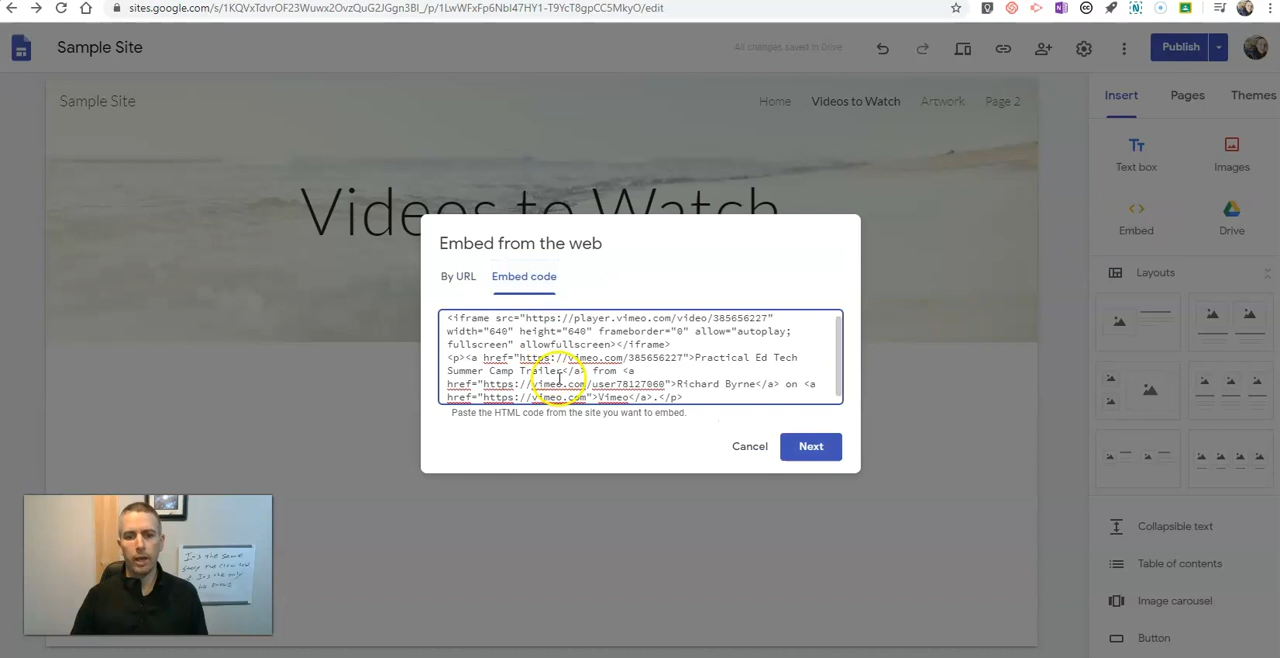 sites.google.com/s/1KQVxTdvrOF23Wuwx2OvzQuG2JGgn3BI_/p/1LwWFxFp6Nbl47HY1-T9YcT8gpCC5MkyO/edit
Sample Site
All changes saved in Drive
Publish
Sample Site
Home Videos to Watch Artwork Page 2
Insert Pages Themes
Videos to Watch
Text box Images
Embed Drive
Layouts
Embed from the web
By URL Embed code
<iframe src="https://player.vimeo.com/video/385656227"
width="640" height="640" frameborder="0" allow="autoplay;
fullscreen" allowfullscreen></iframe>
<p><a href="https://vimeo.com/385656227">Practical Ed Tech
Summer Camp Trailer</a> from <a
href="https://vimeo.com/user78127060">Richard Byrne</a> on <a
href="https://vimeo.com">Vimeo</a>.</p>
Paste the HTML code from the site you want to embed.
Cancel Next
Collapsible text
Table of contents
Image carousel
Button